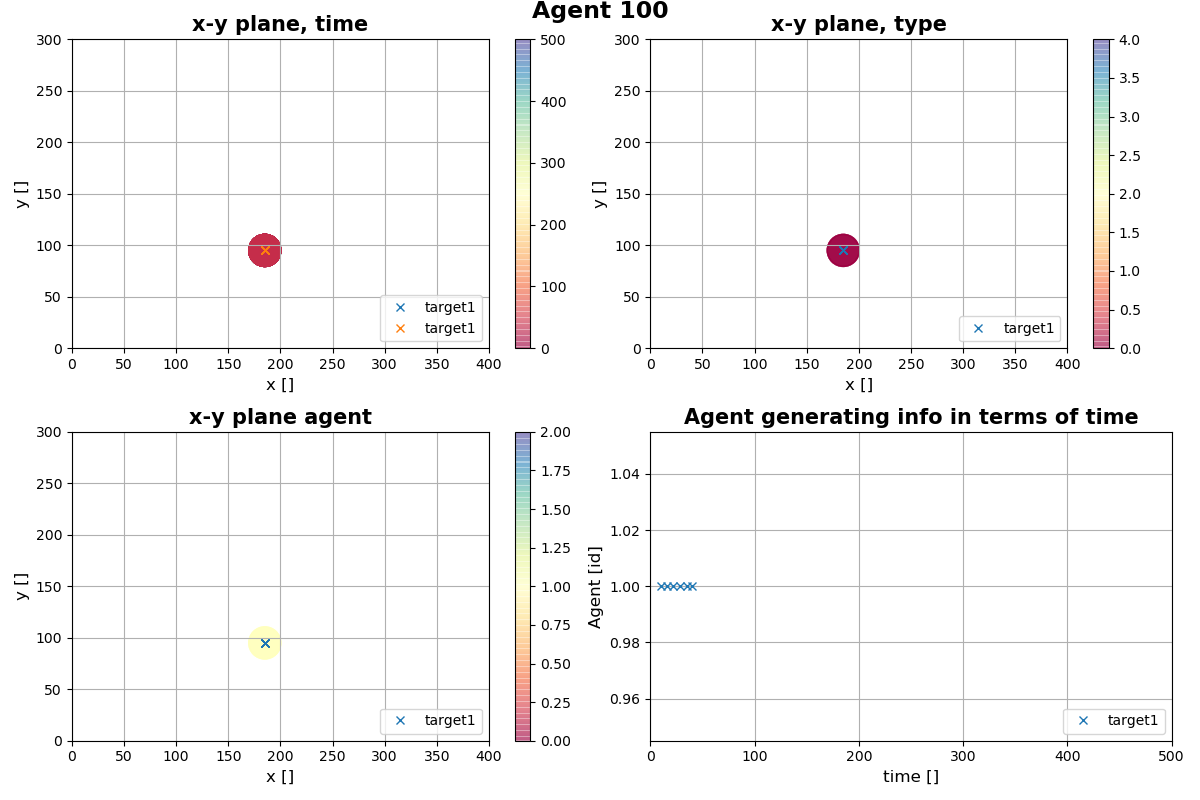 Agent 100
x-y plane, time
300
250
200
150
100
50
0
y []
0 50 100 150 200 250 300 350 400
x []
target1
target1
500
400
300
200
100
0
x-y plane, type
300
250
200
150
100
50
0
y []
0 50 100 150 200 250 300 350 400
x []
target1
4.0
3.5
3.0
2.5
2.0
1.5
1.0
0.5
0.0
x-y plane agent
300
250
200
150
100
50
0
y []
0 50 100 150 200 250 300 350 400
x []
target1
2.00
1.75
1.50
1.25
1.00
0.75
0.50
0.25
0.00
Agent generating info in terms of time
1.04
1.02
1.00
0.98
0.96
Agent [id]
0 100 200 300 400 500
time []
target1